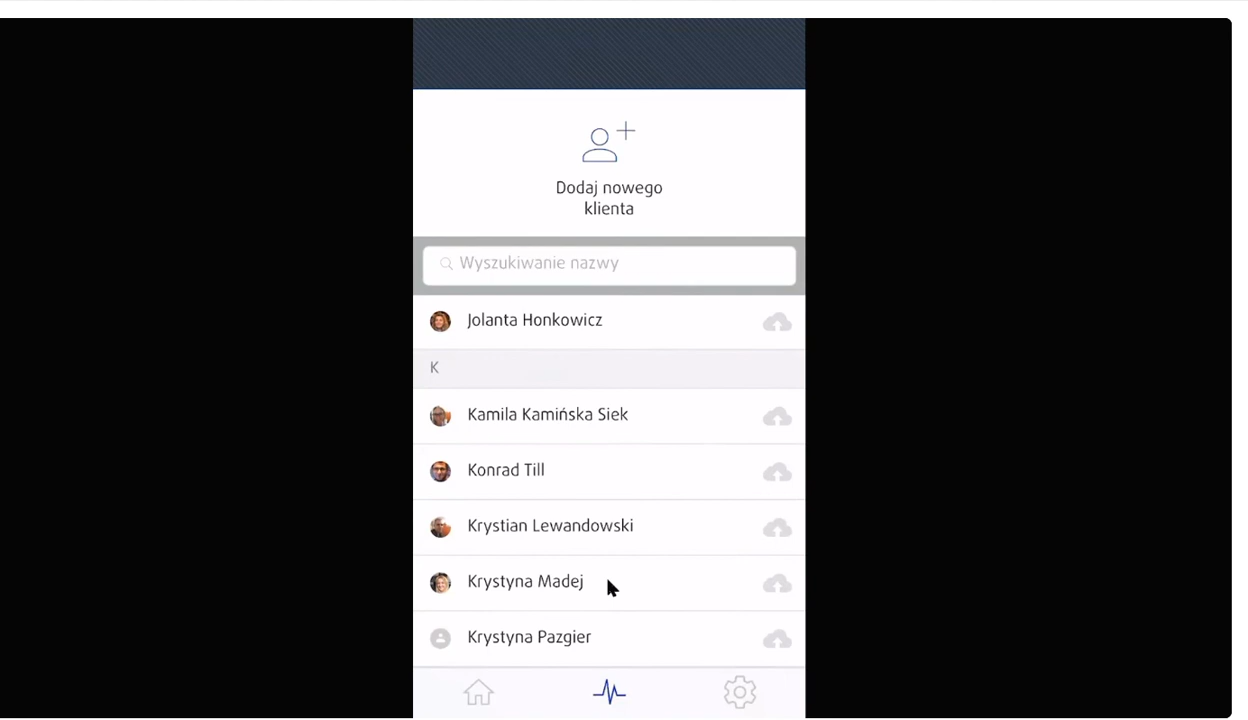 Dodaj nowego
klienta
Wyszukiwanie nazwy
Jolanta Honkowicz
K
Kamila Kamińska Siek
Konrad Till
Krystian Lewandowski
Krystyna Madej
Krystyna Pazgier